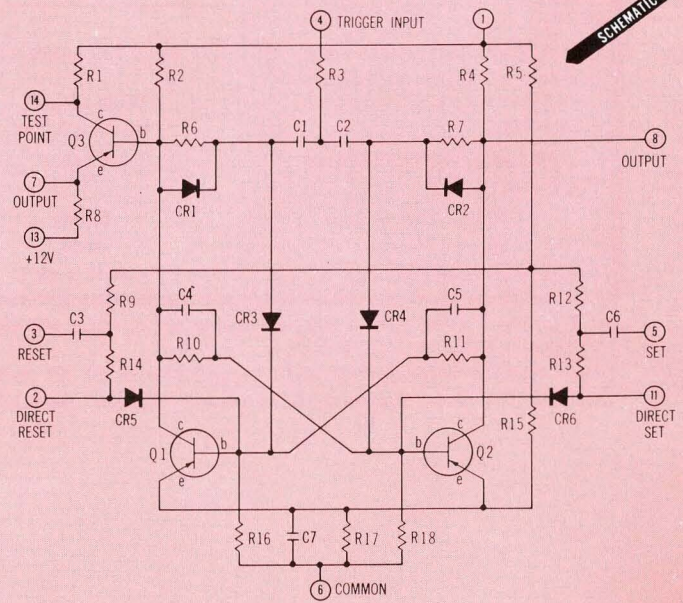 SCHEMATIC
4 TRIGGER INPUT
1
R1
R2
R3
R4
R5
14
TEST POINT
c
Q3
b
e
R6
C1
C2
R7
8
OUTPUT
7
OUTPUT
R8
13
+12V
CR1
CR2
R9
C4
CR3
CR4
C5
R12
C6
3
RESET
C3
R10
R11
5
SET
R14
R13
2
DIRECT RESET
CR5
CR6
11
DIRECT SET
R15
c
Q1
b
e
c
b
Q2
e
R16
C7
R17
R18
6 COMMON